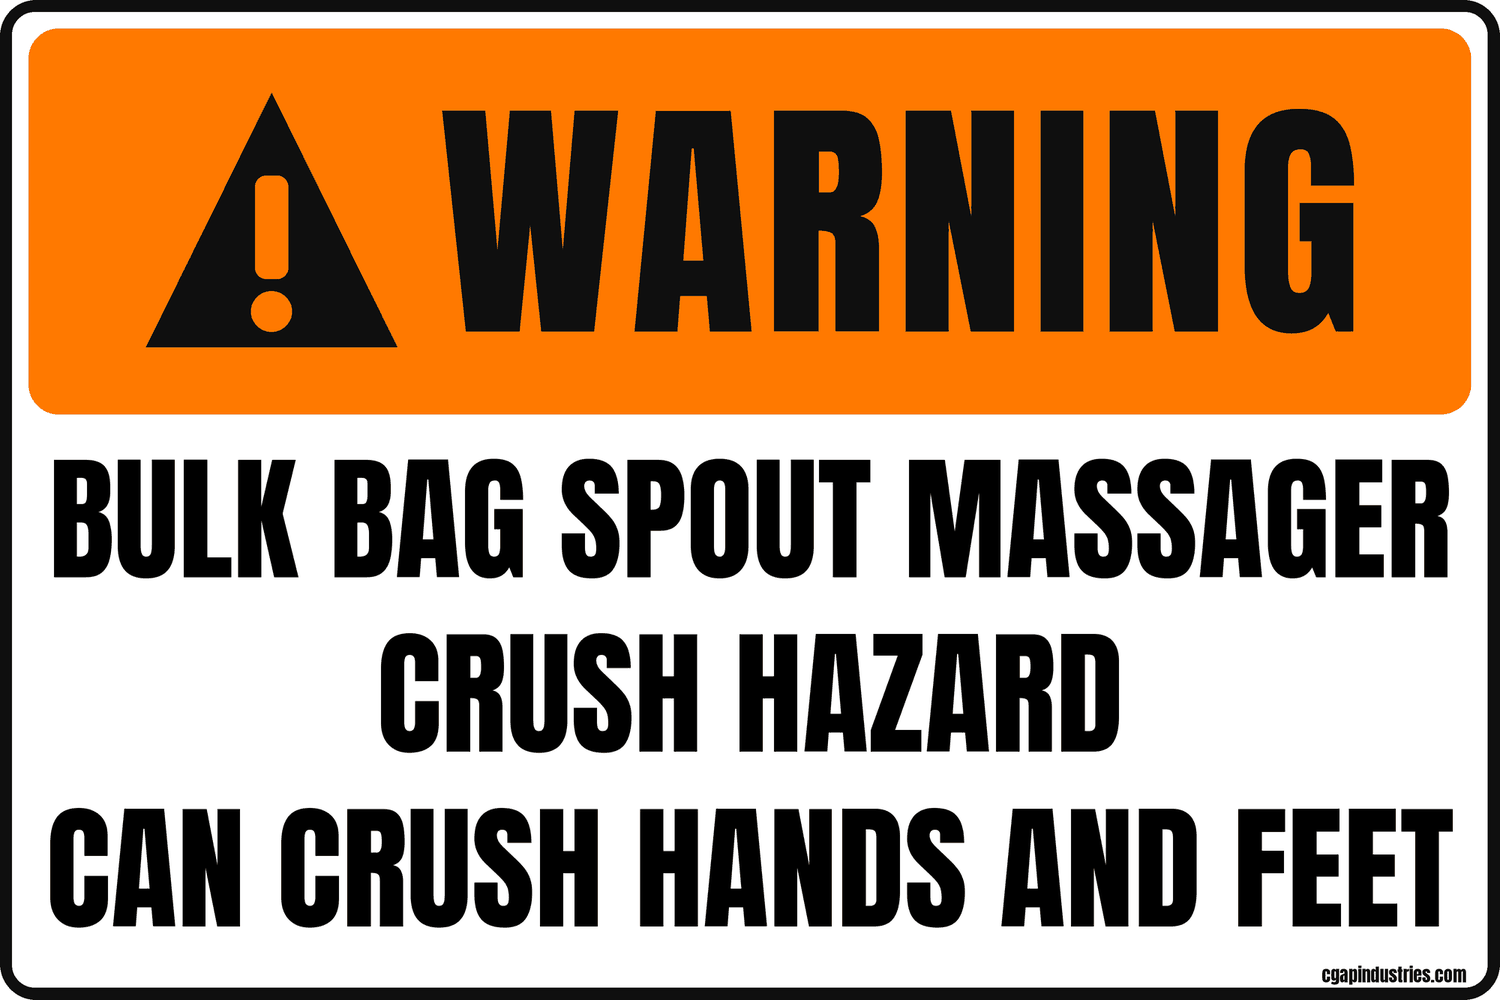 WARNING
BULK BAG SPOUT MASSAGER
CRUSH HAZARD
CAN CRUSH HANDS AND FEET
cgapindustries.com